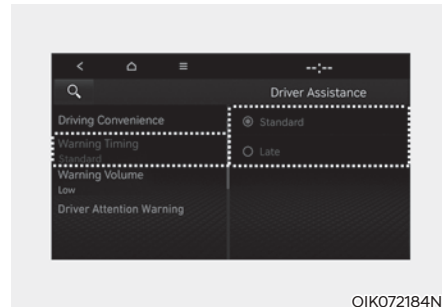 --:--
Driver Assistance
Driving Convenience
Warning Timing
Standard
Warning Volume
Low
Driver Attention Warning
Standard
Late
OIK072184N